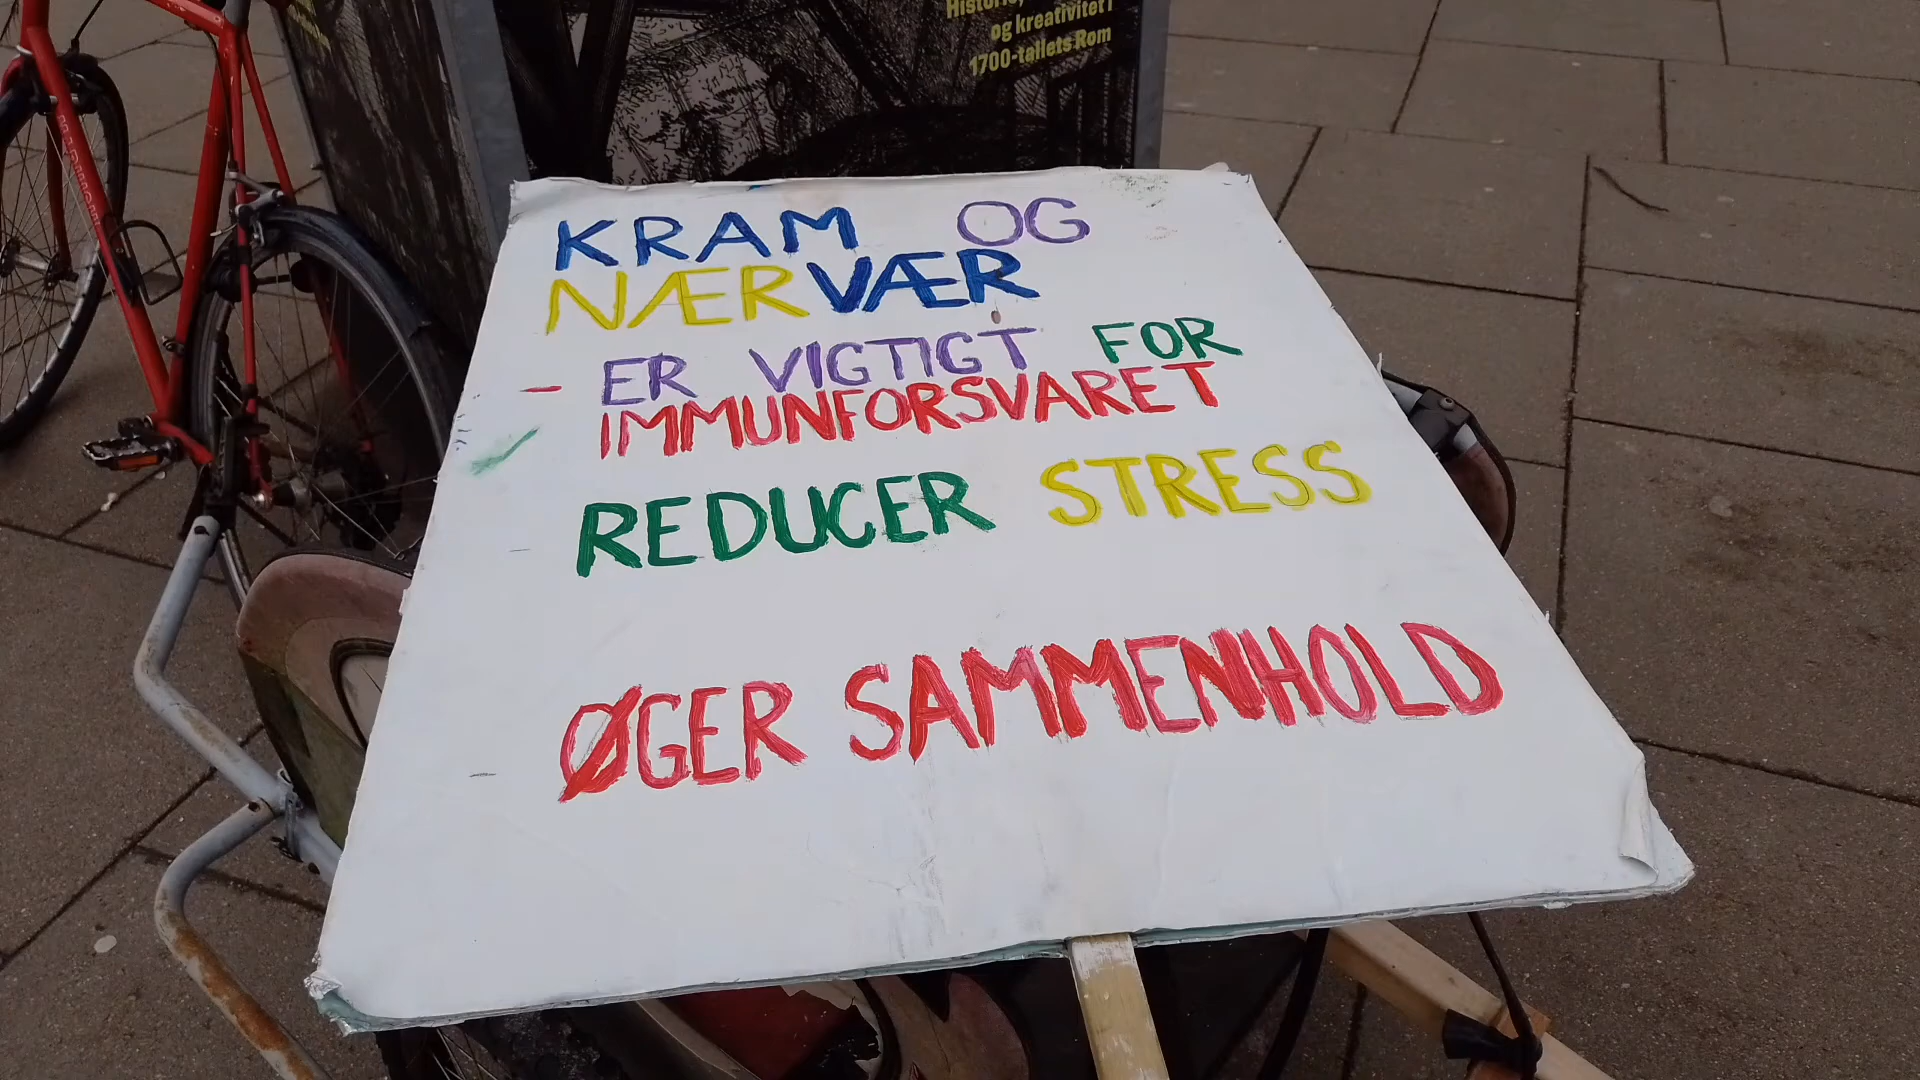 og kreativitet i
1700-tallets Rom
KRAM OG
NÆRVÆR
- ER VIGTIGT FOR
IMMUNFORSVARET
REDUCER STRESS
ØGER SAMMENHOLD